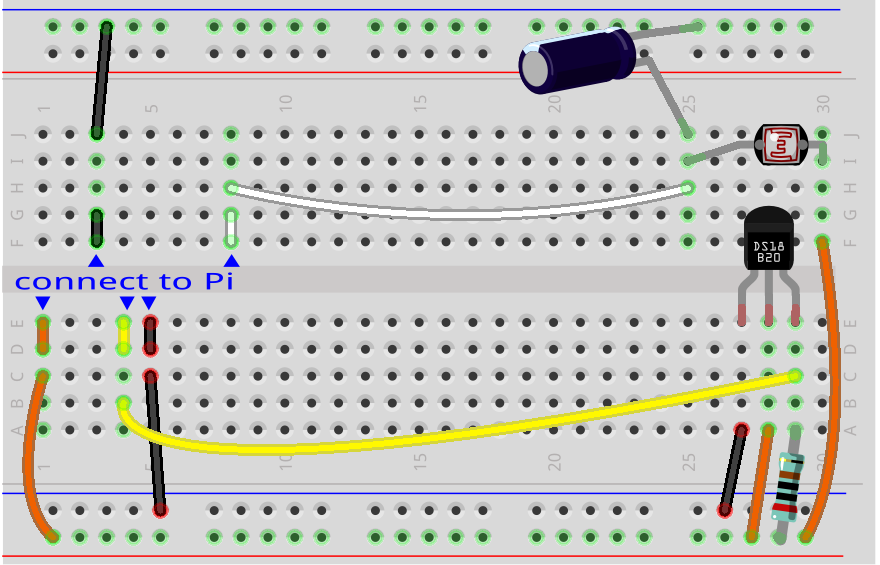 1 5 10 15 20 25 30
J J
I I
H H
G G
F F
DS18
B20
connect to Pi
E E
D D
C C
B B
A A
1 5 10 15 20 25 30